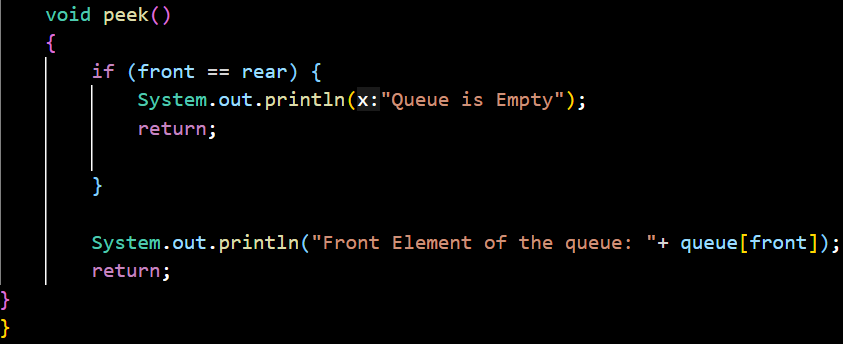 void peek()
{
if (front == rear) {
System.out.println(x:"Queue is Empty");
return;
}
System.out.println("Front Element of the queue: "+ queue[front]);
return;
}
}